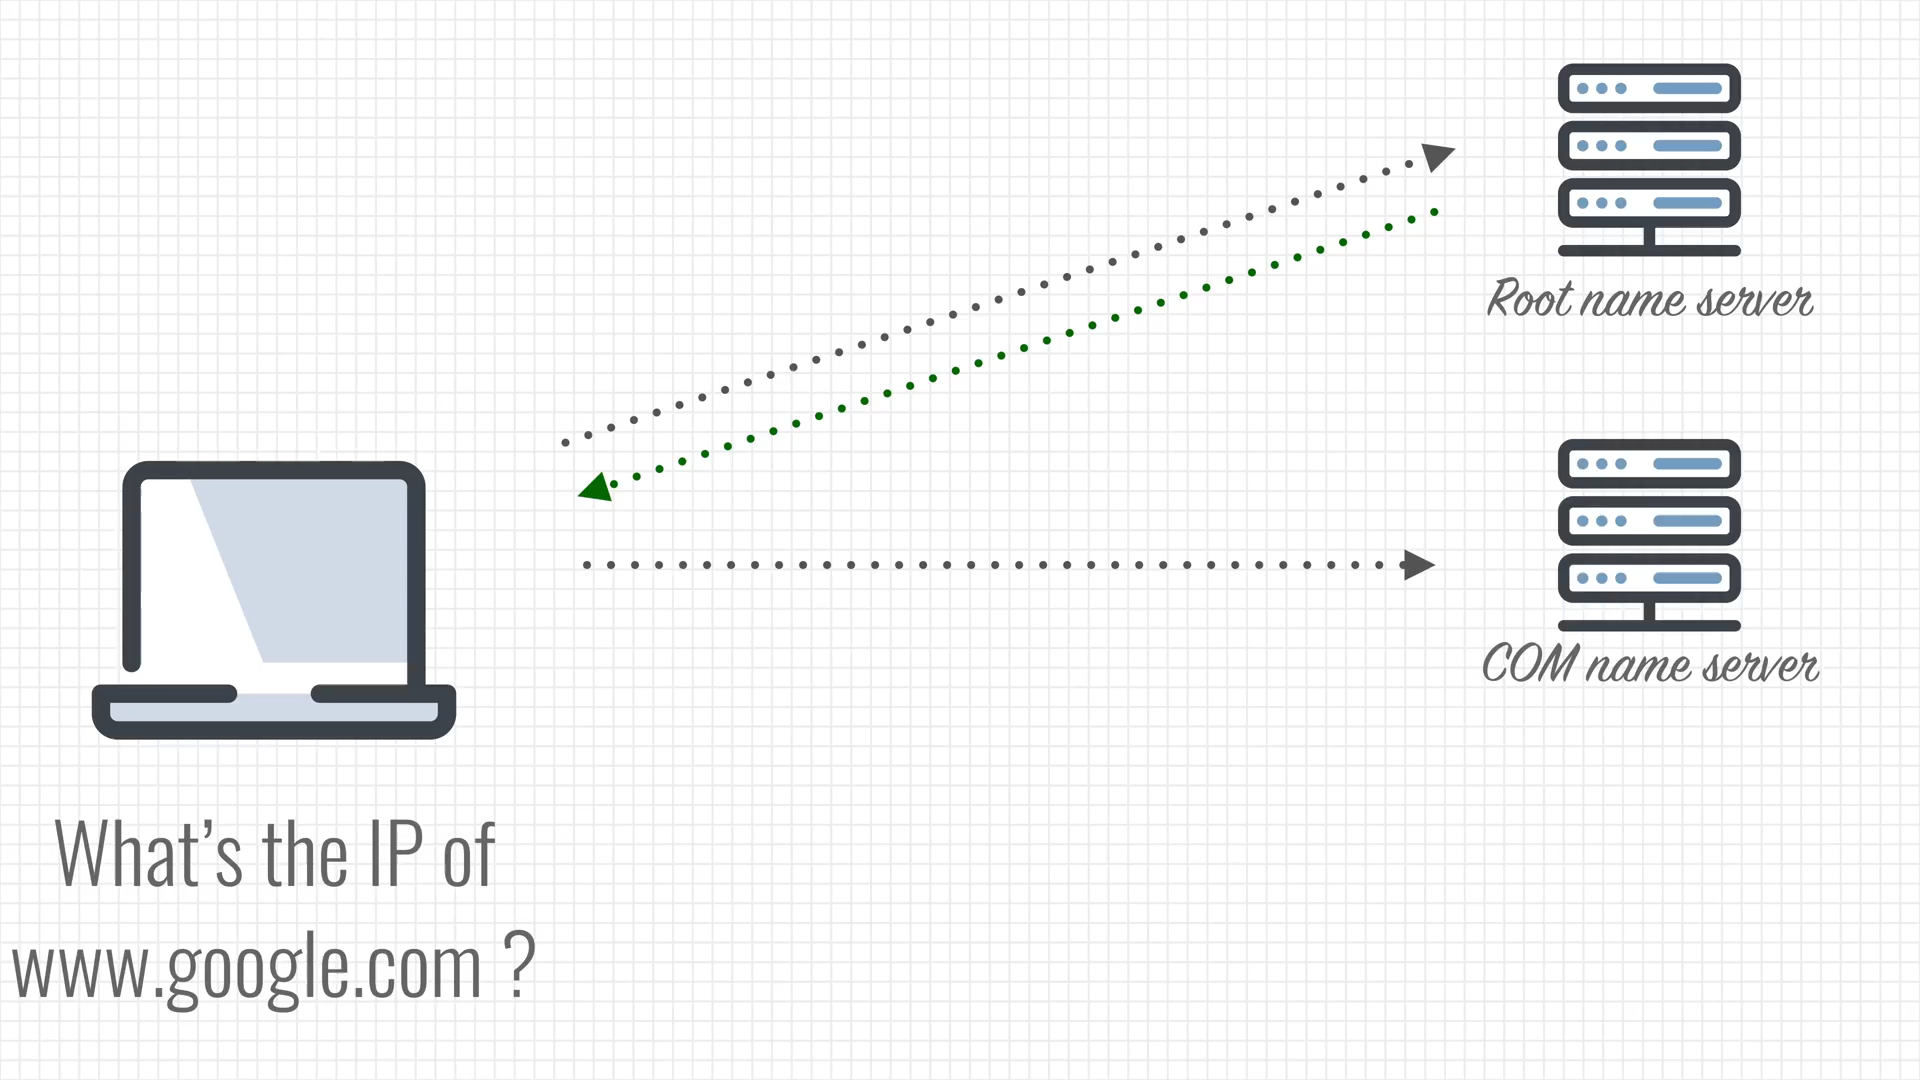 Root name server
COM name server
What’s the IP of
www.google.com ?